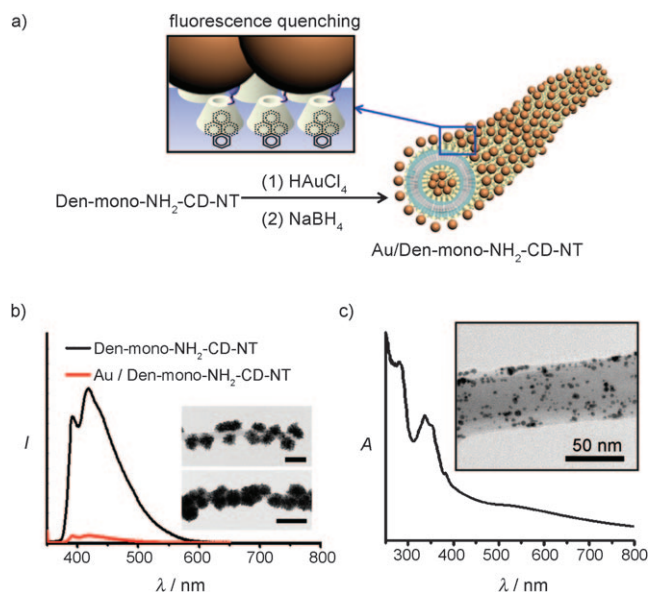 a)
fluorescence quenching
Den-mono-NH₂-CD-NT
(1) HAuCl₄
(2) NaBH₄
Au/Den-mono-NH₂-CD-NT
b)
Den-mono-NH₂-CD-NT
Au / Den-mono-NH₂-CD-NT
I
400 500 600 700 800
λ / nm
c)
A
50 nm
300 400 500 600 700 800
λ / nm